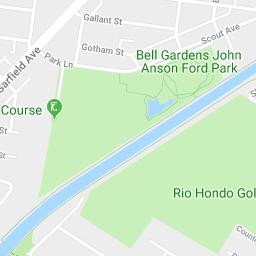 Gallant St
Scout Ave
Gotham St
Garfield Ave
Park Ln
Bell Gardens John
Anson Ford Park
Course
Rio Hondo Gol